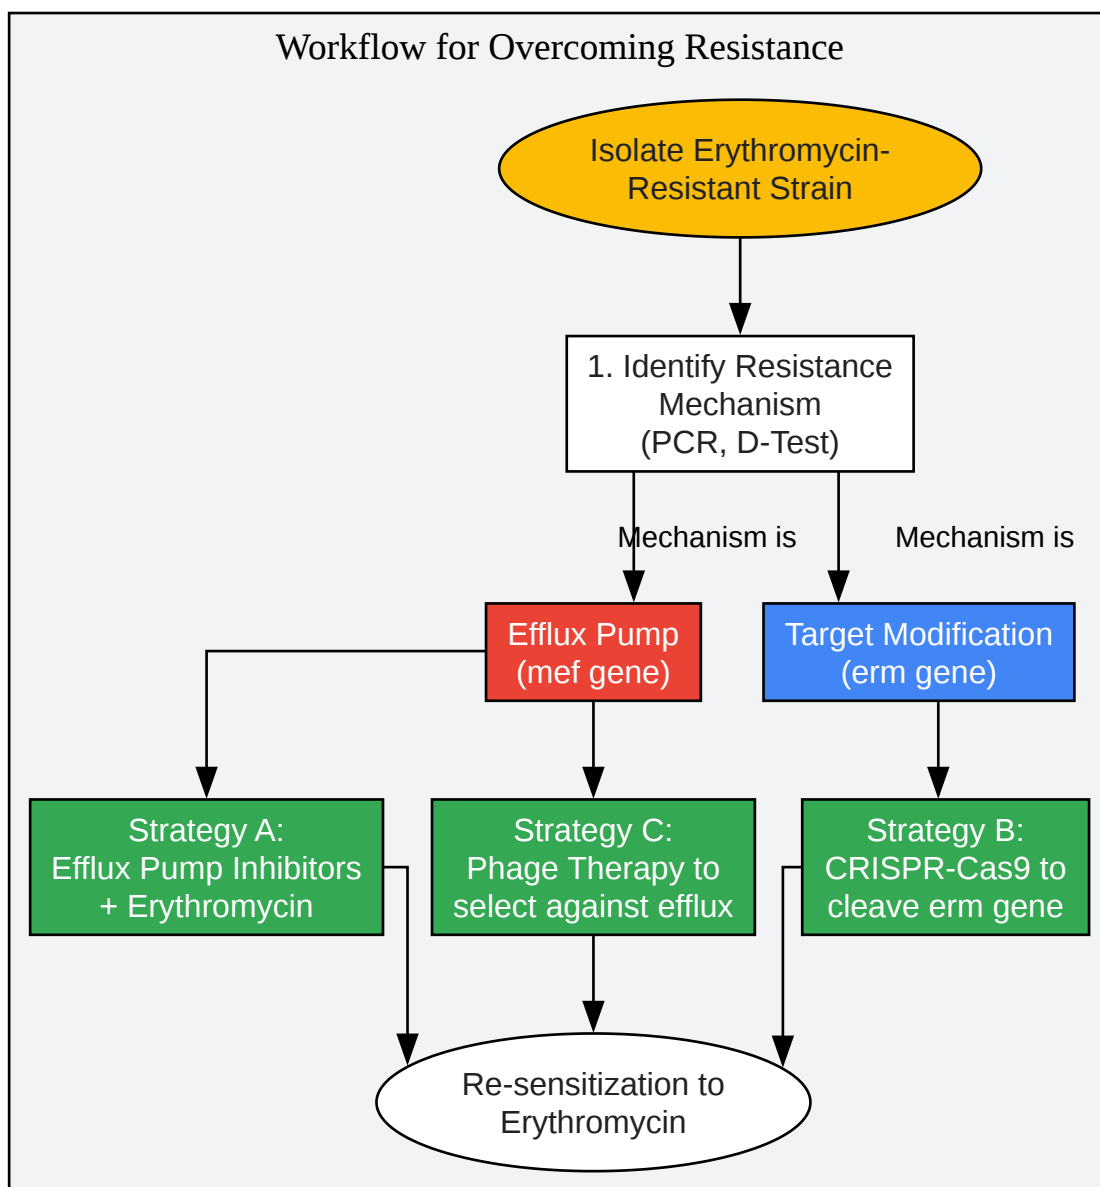 Workflow for Overcoming Resistance
Isolate Erythromycin-
Resistant Strain
1. Identify Resistance
Mechanism
(PCR, D-Test)
Mechanism is
Mechanism is
Efflux Pump
(mef gene)
Target Modification
(erm gene)
Strategy A:
Efflux Pump Inhibitors
+ Erythromycin
Strategy C:
Phage Therapy to
select against efflux
Strategy B:
CRISPR-Cas9 to
cleave erm gene
Re-sensitization to
Erythromycin